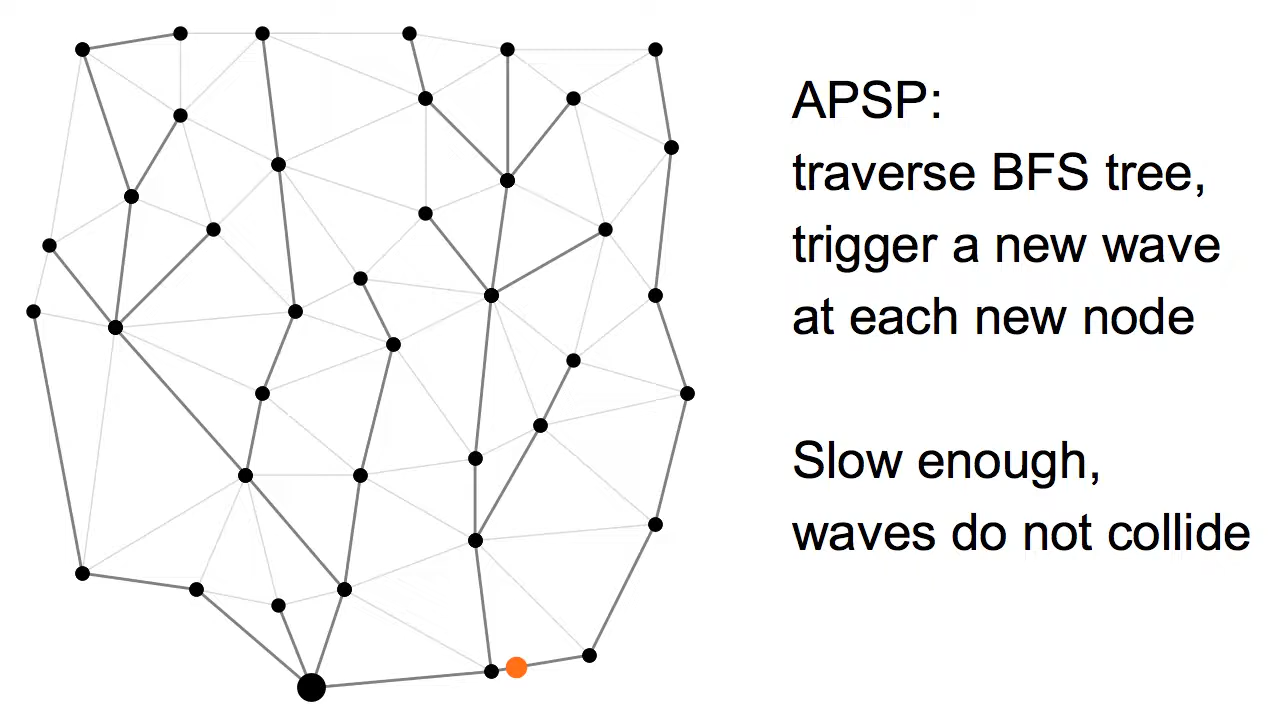 APSP:
traverse BFS tree,
trigger a new wave
at each new node
Slow enough,
waves do not collide